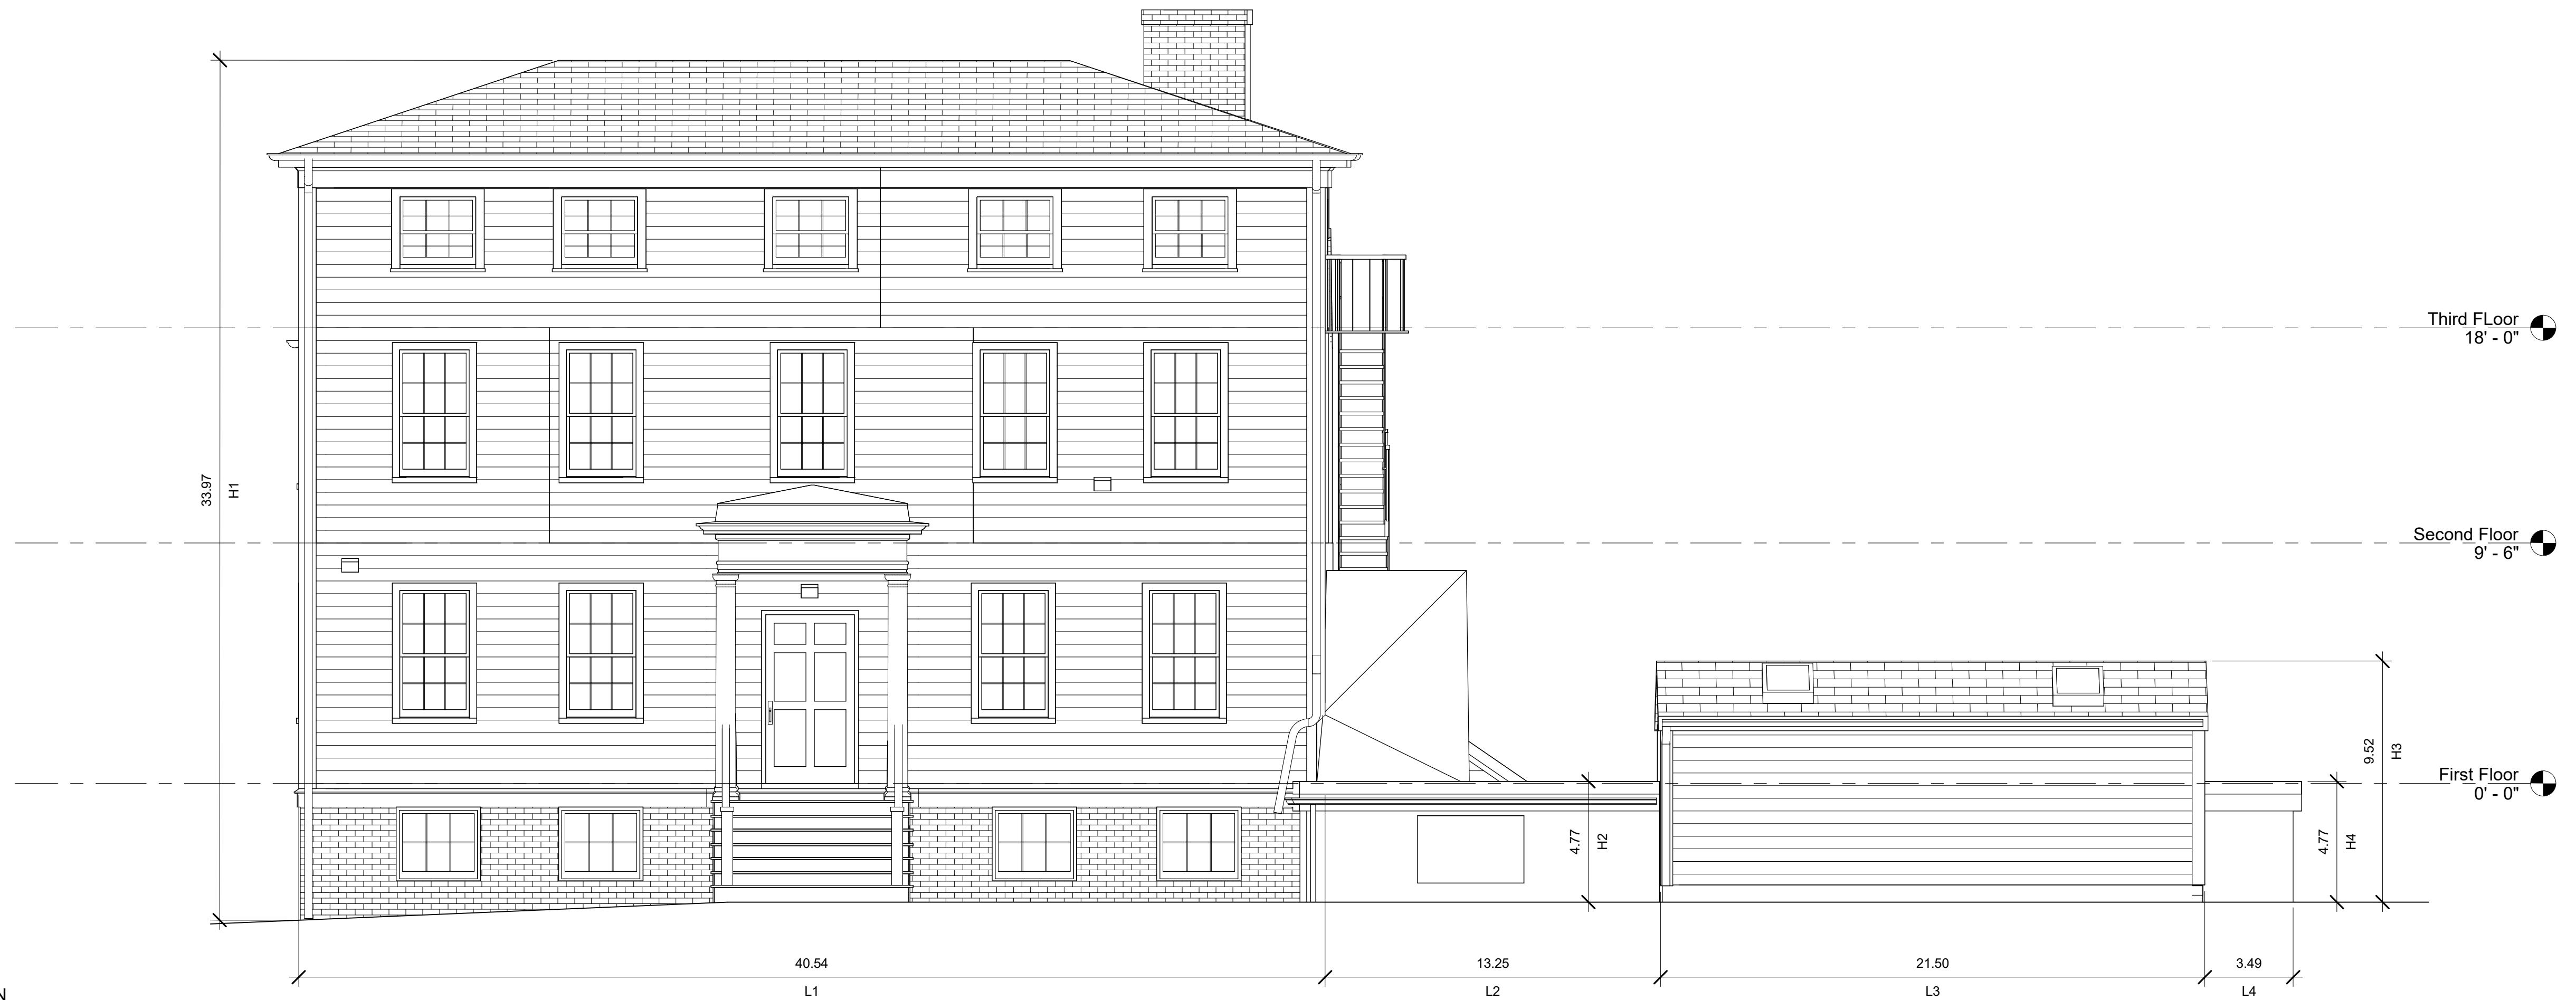 Third FLoor
18' - 0"
33.97
H1
Second Floor
9' - 6"
9.52
H3
First Floor
0' - 0"
4.77
H2
4.77
H4
40.54
13.25
21.50
3.49
L1
L2
L3
L4
N